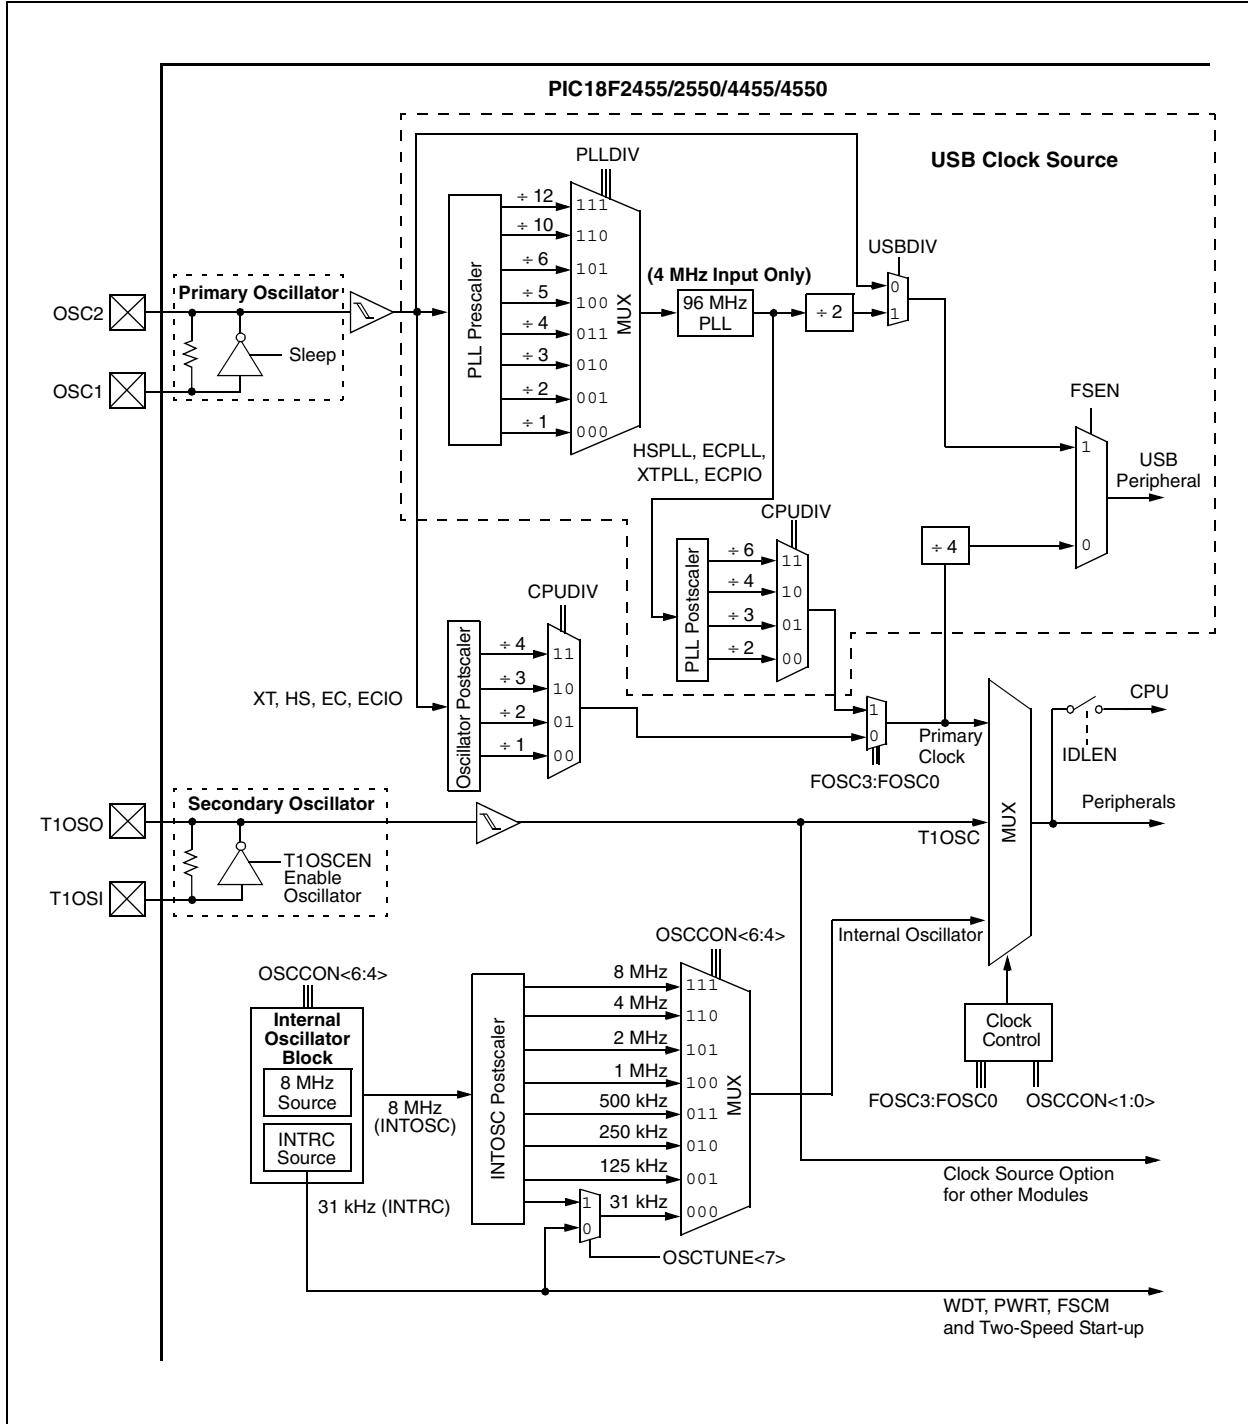 PIC18F2455/2550/4455/4550
USB Clock Source
PLLDIV
PLL Prescaler
÷ 12
÷ 10
÷ 6
÷ 5
÷ 4
÷ 3
÷ 2
÷ 1
111
110
101
100
011
010
001
000
MUX
(4 MHz Input Only)
96 MHz
PLL
÷ 2
USBDIV
0
1
Primary Oscillator
OSC2
OSC1
Sleep
HSPLL, ECPLL,
XTPLL, ECPIO
FSEN
1
0
USB
Peripheral
÷ 4
CPUDIV
PLL Postscaler
÷ 6
÷ 4
÷ 3
÷ 2
11
10
01
00
CPUDIV
XT, HS, EC, ECIO
Oscillator Postscaler
÷ 4
÷ 3
÷ 2
÷ 1
11
10
01
00
1
0
FOSC3:FOSC0
Primary
Clock
CPU
IDLEN
Peripherals
MUX
Secondary Oscillator
T1OSO
T1OSI
T1OSCEN
Enable
Oscillator
T1OSC
Internal Oscillator
OSCCON<6:4>
Internal
Oscillator
Block
8 MHz
Source
INTRC
Source
8 MHz
(INTOSC)
31 kHz (INTRC)
INTOSC Postscaler
OSCCON<6:4>
8 MHz
4 MHz
2 MHz
1 MHz
500 kHz
250 kHz
125 kHz
31 kHz
1
0
111
110
101
100
011
010
001
000
MUX
OSCTUNE<7>
Clock
Control
FOSC3:FOSC0
OSCCON<1:0>
Clock Source Option
for other Modules
WDT, PWRT, FSCM
and Two-Speed Start-up